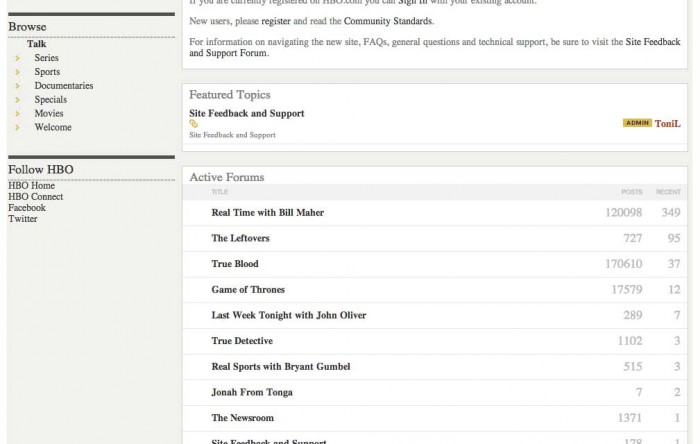 If you are currently registered on HBO.com you can Sign In with your existing account.
New users, please register and read the Community Standards.
For information on navigating the new site, FAQs, general questions and technical support, be sure to visit the Site Feedback
and Support Forum.
Browse
Talk
Series
Sports
Documentaries
Specials
Movies
Welcome
Follow HBO
HBO Home
HBO Connect
Facebook
Twitter
Featured Topics
Site Feedback and Support
ADMIN ToniL
Site Feedback and Support
Active Forums
TITLE POSTS RECENT
Real Time with Bill Maher 120098 349
The Leftovers 727 95
True Blood 170610 37
Game of Thrones 17579 12
Last Week Tonight with John Oliver 289 7
True Detective 1102 3
Real Sports with Bryant Gumbel 515 3
Jonah From Tonga 7 2
The Newsroom 1371 1
Site Feedback and Support 178 1